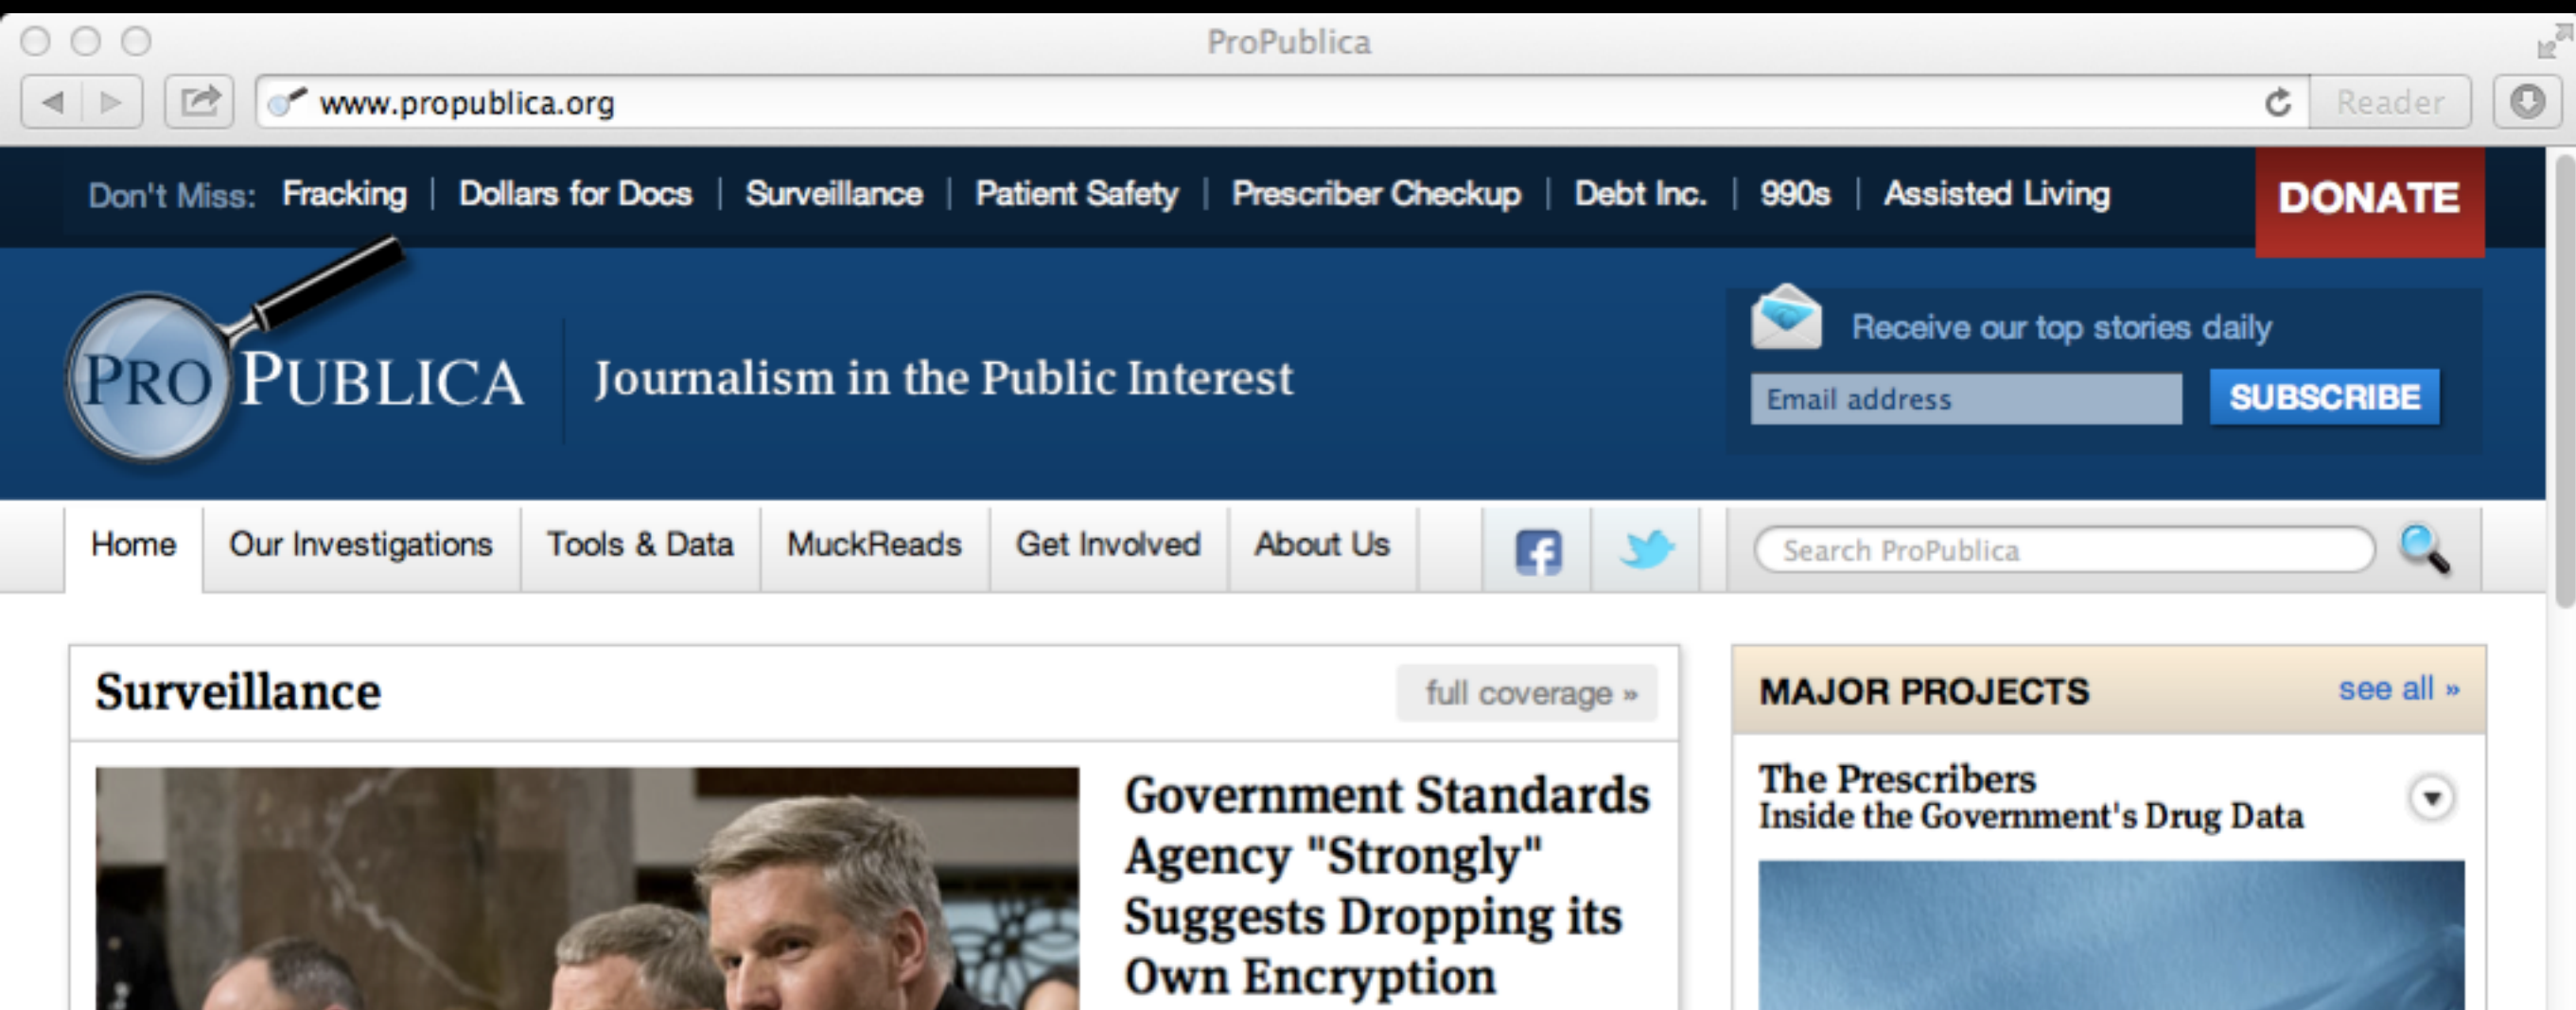 ProPublica
www.propublica.org
Reader
Don't Miss: Fracking | Dollars for Docs | Surveillance | Patient Safety | Prescriber Checkup | Debt Inc. | 990s | Assisted Living
DONATE
PROPUBLICA
Journalism in the Public Interest
Receive our top stories daily
Email address
SUBSCRIBE
Home
Our Investigations
Tools & Data
MuckReads
Get Involved
About Us
Search ProPublica
Surveillance
full coverage »
Government Standards
Agency "Strongly"
Suggests Dropping its
Own Encryption
MAJOR PROJECTS
see all »
The Prescribers
Inside the Government's Drug Data